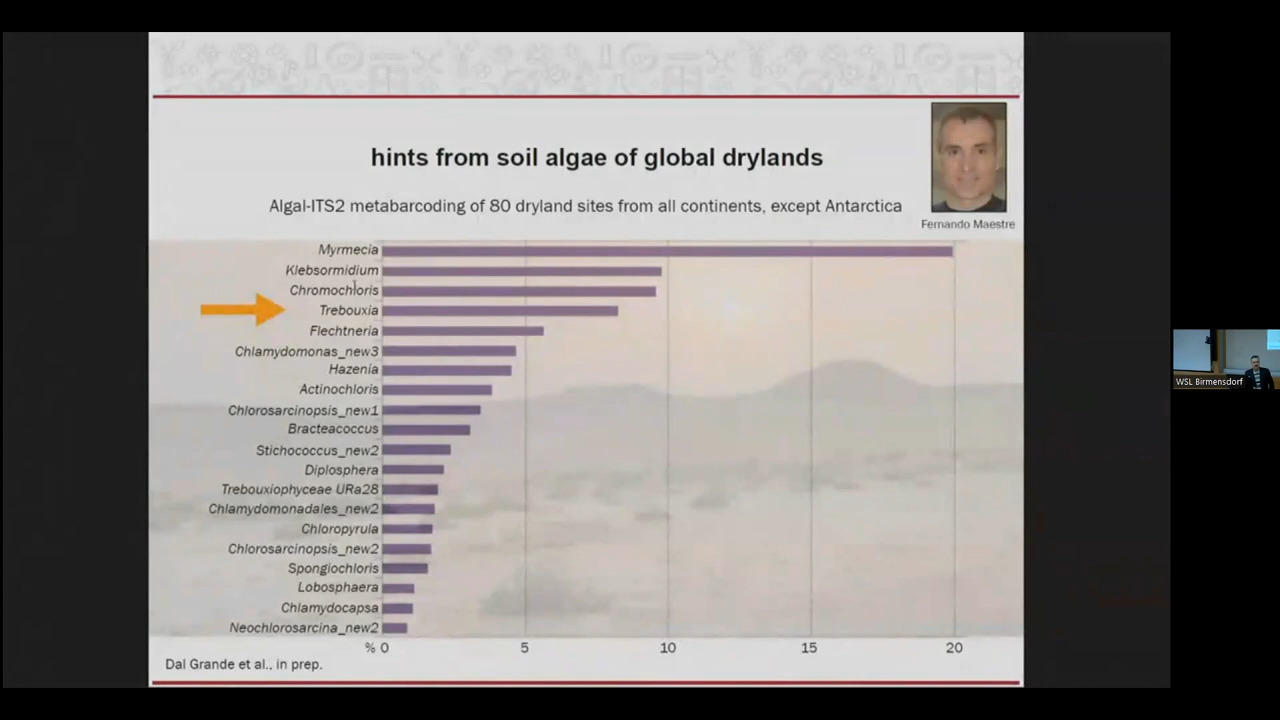 hints from soil algae of global drylands
Algal-ITS2 metabarcoding of 80 dryland sites from all continents, except Antarctica
Fernando Maestre
Myrmecia
Klebsormidium
Chromochloris
Trebouxia
Flechtneria
Chlamydomonas_new3
Hazenia
Actinochloris
Chlorosarcinopsis_new1
Bracteacoccus
Stichococcus_new2
Diplosphera
Trebouxiophyceae URa28
Chlamydomonadales_new2
Chloropyrula
Chlorosarcinopsis_new2
Spongiochloris
Lobosphaera
Chlamydocapsa
Neochlorosarcina_new2
% 0 5 10 15 20
Dal Grande et al., in prep.
WSL Birmensdorf